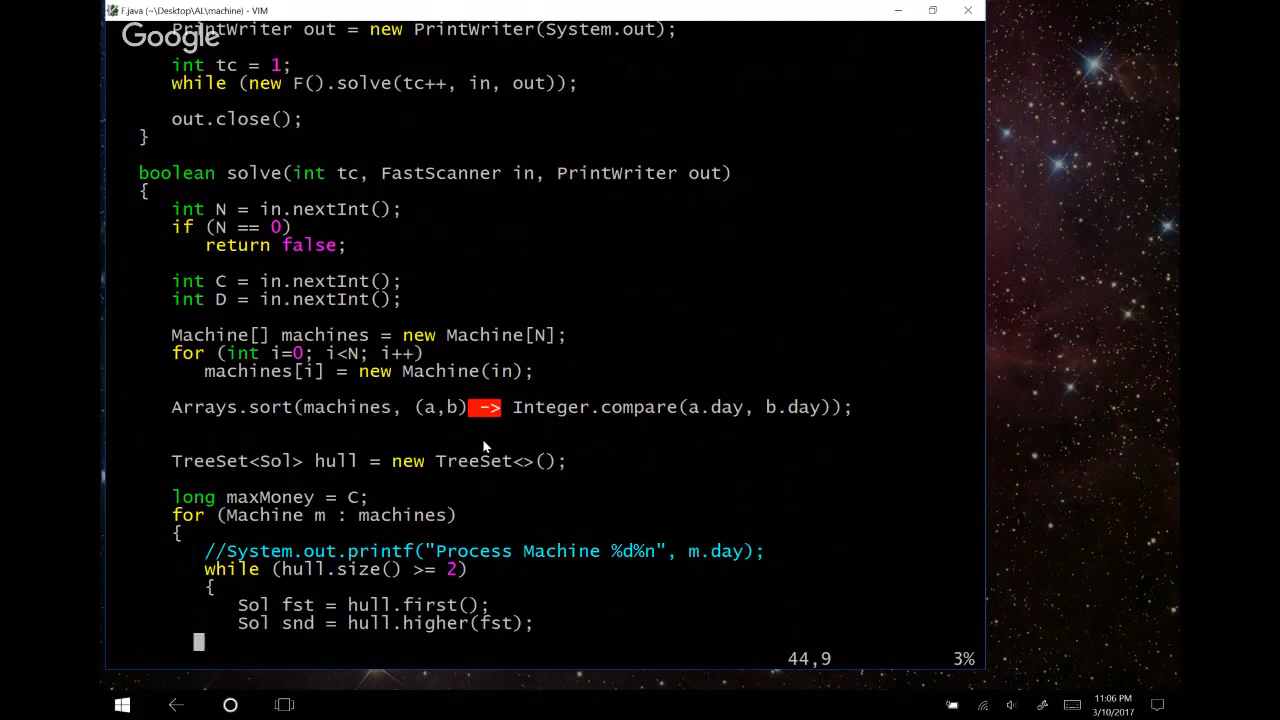 F.java (~\Desktop\AL\machine) - VIM
Google
PrintWriter out = new PrintWriter(System.out);
int tc = 1;
while (new F().solve(tc++, in, out));
out.close();
}
boolean solve(int tc, FastScanner in, PrintWriter out)
{
int N = in.nextInt();
if (N == 0)
return false;
int C = in.nextInt();
int D = in.nextInt();
Machine[] machines = new Machine[N];
for (int i=0; i<N; i++)
machines[i] = new Machine(in);
Arrays.sort(machines, (a,b) -> Integer.compare(a.day, b.day));
TreeSet<Sol> hull = new TreeSet<>();
long maxMoney = C;
for (Machine m : machines)
{
//System.out.printf("Process Machine %d%n", m.day);
while (hull.size() >= 2)
{
Sol fst = hull.first();
Sol snd = hull.higher(fst);
44,9 3%
11:06 PM
3/10/2017